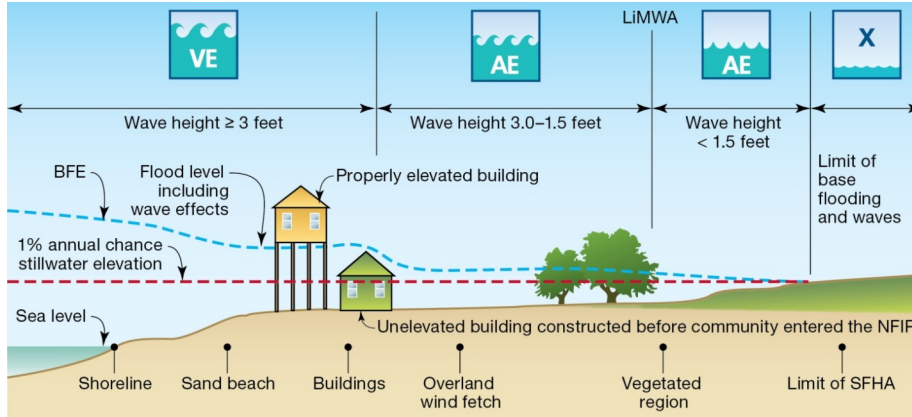 VE
AE
LiMWA
AE
X
Wave height ≥ 3 feet
Wave height 3.0–1.5 feet
Wave height
< 1.5 feet
Limit of
base
flooding
and waves
BFE
Flood level
including
wave effects
Properly elevated building
1% annual chance
stillwater elevation
Sea level
Unelevated building constructed before community entered the NFIP
Shoreline
Sand beach
Buildings
Overland
wind fetch
Vegetated
region
Limit of SFHA